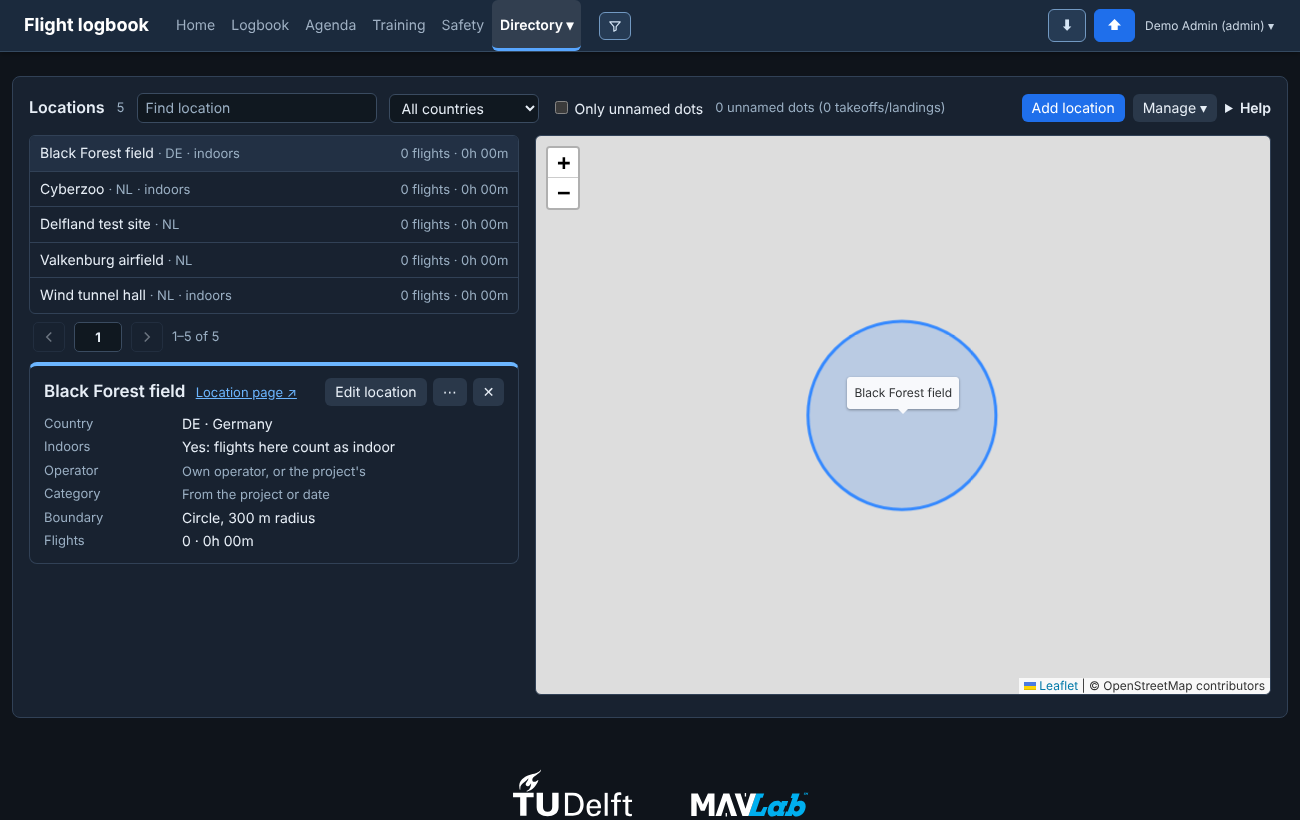 Flight logbook Home Logbook Agenda Training Safety Directory ▾ Demo Admin (admin) ▾
Locations 5 Find location All countries Only unnamed dots 0 unnamed dots (0 takeoffs/landings) Add location Manage ▾ ▶ Help
Black Forest field · DE · indoors 0 flights · 0h 00m
Cyberzoo · NL · indoors 0 flights · 0h 00m
Delfland test site · NL 0 flights · 0h 00m
Valkenburg airfield · NL 0 flights · 0h 00m
Wind tunnel hall · NL · indoors 0 flights · 0h 00m
1 1–5 of 5
Black Forest field Location page ↗ Edit location ··· ✕
Country DE · Germany
Indoors Yes: flights here count as indoor
Operator Own operator, or the project's
Category From the project or date
Boundary Circle, 300 m radius
Flights 0 · 0h 00m
+
−
Black Forest field
Leaflet | © OpenStreetMap contributors
TU Delft MAVLab